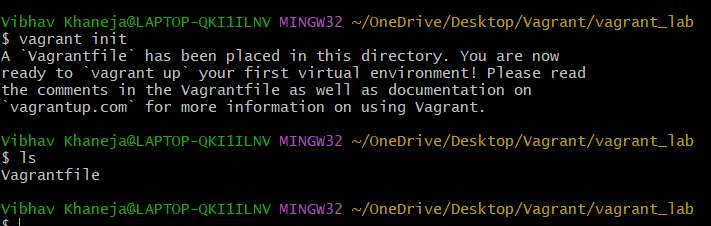 Vibhav Khaneja@LAPTOP-QKI1ILNV MINGW32 ~/OneDrive/Desktop/Vagrant/vagrant_lab
$ vagrant init
A `Vagrantfile` has been placed in this directory. You are now
ready to `vagrant up` your first virtual environment! Please read
the comments in the Vagrantfile as well as documentation on
`vagrantup.com` for more information on using Vagrant.
Vibhav Khaneja@LAPTOP-QKI1ILNV MINGW32 ~/OneDrive/Desktop/Vagrant/vagrant_lab
$ ls
Vagrantfile
Vibhav Khaneja@LAPTOP-QKI1ILNV MINGW32 ~/OneDrive/Desktop/Vagrant/vagrant_lab
$